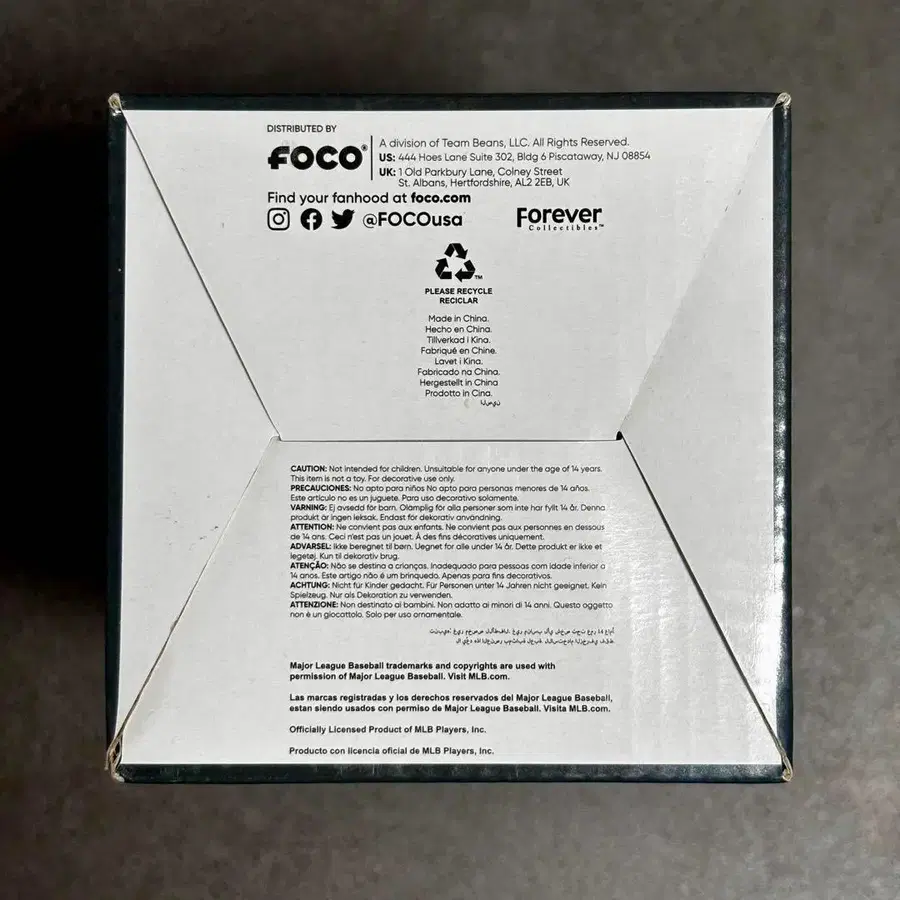 DISTRIBUTED BY
FOCO®
A division of Team Beans, LLC. All Rights Reserved.
US: 444 Hoes Lane Suite 302, Bldg 6 Piscataway, NJ 08854
UK: 1 Old Parkbury Lane, Colney Street
St. Albans, Hertfordshire, AL2 2EB, UK
Find your fanhood at foco.com
@FOCOusa
Forever
Collectibles™
™
PLEASE RECYCLE
RECICLAR
Made in China.
Hecho en China.
Tillverkad i Kina.
Fabriqué en Chine.
Lavet i Kina.
Fabricado na China.
Hergestellt in China
Prodotto in Cina.
CAUTION: Not intended for children. Unsuitable for anyone under the age of 14 years.
This item is not a toy. For decorative use only.
PRECAUCIONES: No apto para niños No apto para personas menores de 14 años.
Este artículo no es un juguete. Para uso decorativo solamente.
VARNING: Ej avsedd för barn. Olämplig för alla personer som inte har fyllt 14 år. Denna
produkt är ingen leksak. Endast för dekorativ användning.
ATTENTION: Ne convient pas aux enfants. Ne convient pas aux personnes en dessous
de 14 ans. Ceci n'est pas un jouet. À des fins décoratives uniquement.
ADVARSEL: Ikke beregnet til børn. Uegnet for alle under 14 år. Dette produkt er ikke et
legetøj. Kun til dekorativ brug.
ATENÇÃO: Não se destina a crianças. Inadequado para pessoas com idade inferior a
14 anos. Este artigo não é um brinquedo. Apenas para fins decorativos.
ACHTUNG: Nicht für Kinder gedacht. Für Personen unter 14 Jahren nicht geeignet. Kein
Spielzeug. Nur als Dekoration zu verwenden.
ATTENZIONE: Non destinato ai bambini. Non adatto ai minori di 14 anni. Questo oggetto
non è un giocattolo. Solo per uso ornamentale.
Major League Baseball trademarks and copyrights are used with
permission of Major League Baseball. Visit MLB.com.
Las marcas registradas y los derechos reservados del Major League Baseball,
estan siendo usados con permiso de Major League Baseball. Visita MLB.com.
Officially Licensed Product of MLB Players, Inc.
Producto con licencia oficial de MLB Players, Inc.